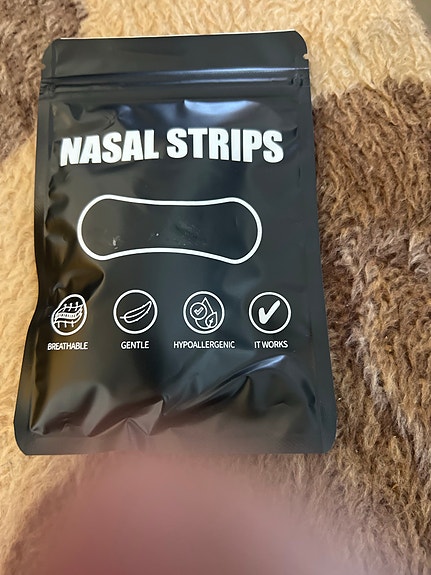 NASAL STRIPS
BREATHABLE GENTLE HYPOALLERGENIC IT WORKS